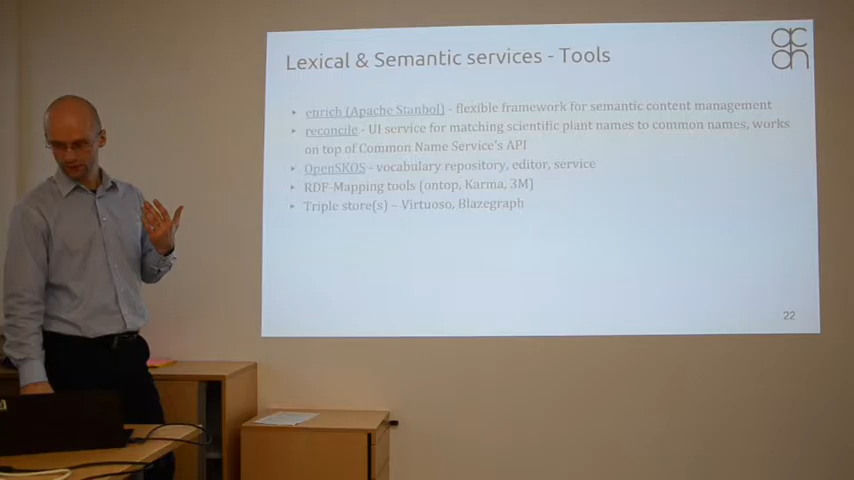 Lexical & Semantic services - Tools
acdh
enrich (Apache Stanbol) - flexible framework for semantic content management
reconcile - UI service for matching scientific plant names to common names, works
on top of Common Name Service's API
OpenSKOS - vocabulary repository, editor, service
RDF-Mapping tools (ontop, Karma, 3M)
Triple store(s) – Virtuoso, Blazegraph
22